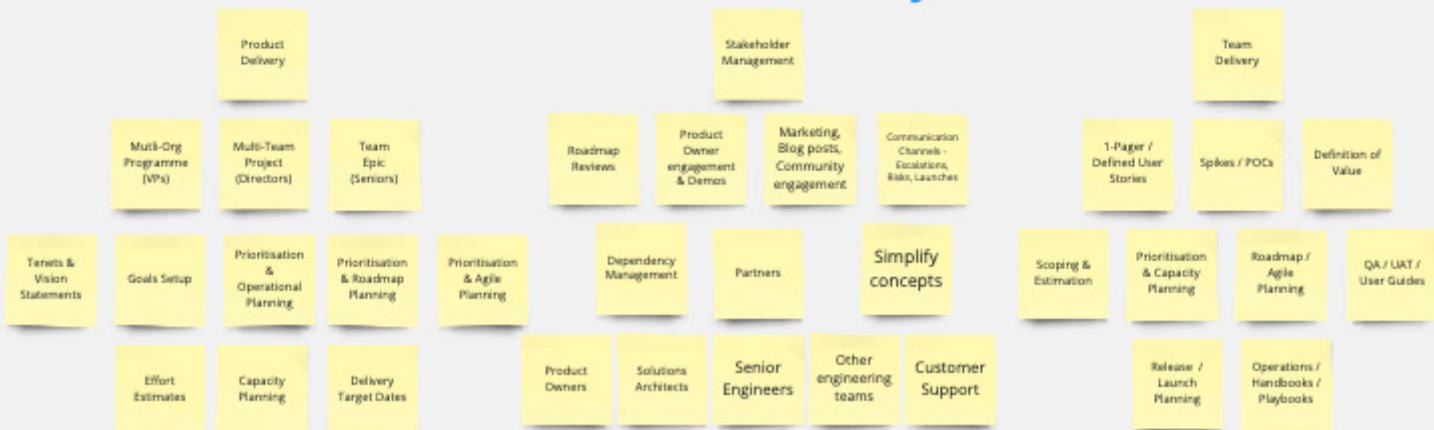 Product
Delivery
Stakeholder
Management
Team
Delivery
Mutli-Org
Programme
(VPs)
Multi-Team
Project
(Directors)
Team
Epic
(Seniors)
Roadmap
Reviews
Product
Owner
engagement
& Demos
Marketing,
Blog posts,
Community
engagement
Communication
Channels -
Escalations,
Risks, Launches
1-Pager /
Defined User
Stories
Spikes / POCs
Definition of
Value
Tenets &
Vision
Statements
Goals Setup
Prioritisation
&
Operational
Planning
Prioritisation
& Roadmap
Planning
Prioritisation
& Agile
Planning
Dependency
Management
Partners
Simplify
concepts
Scoping &
Estimation
Prioritisation
& Capacity
Planning
Roadmap /
Agile
Planning
QA / UAT /
User Guides
Effort
Estimates
Capacity
Planning
Delivery
Target Dates
Product
Owners
Solutions
Architects
Senior
Engineers
Other
engineering
teams
Customer
Support
Release /
Launch
Planning
Operations /
Handbooks /
Playbooks